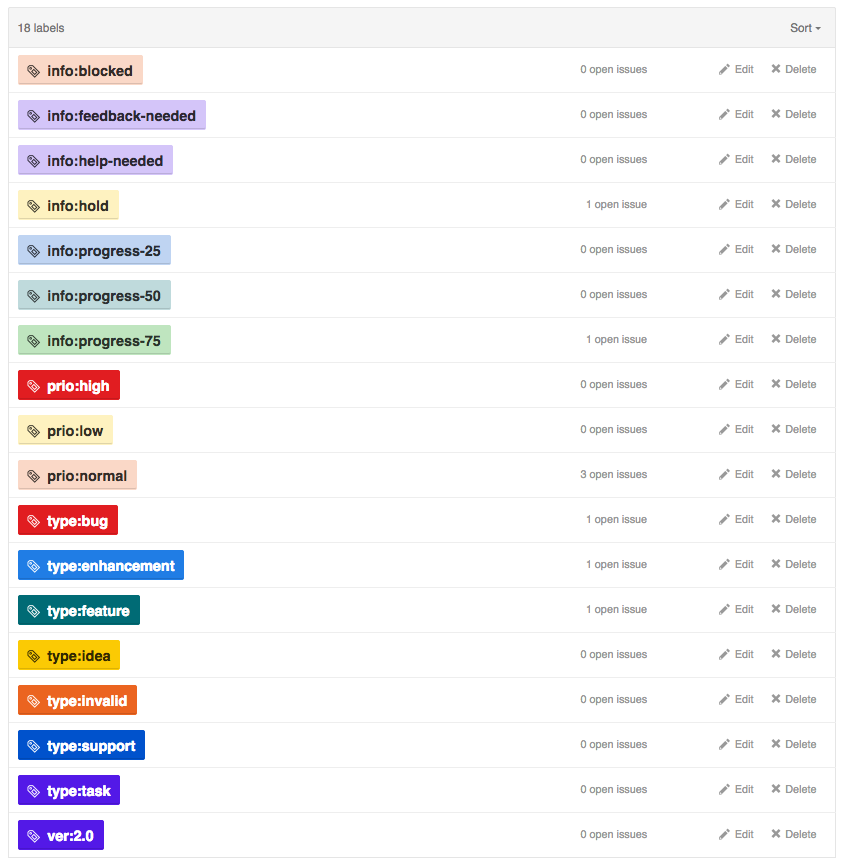 18 labels Sort
info:blocked 0 open issues Edit Delete
info:feedback-needed 0 open issues Edit Delete
info:help-needed 0 open issues Edit Delete
info:hold 1 open issue Edit Delete
info:progress-25 0 open issues Edit Delete
info:progress-50 0 open issues Edit Delete
info:progress-75 1 open issue Edit Delete
prio:high 0 open issues Edit Delete
prio:low 0 open issues Edit Delete
prio:normal 3 open issues Edit Delete
type:bug 1 open issue Edit Delete
type:enhancement 1 open issue Edit Delete
type:feature 1 open issue Edit Delete
type:idea 0 open issues Edit Delete
type:invalid 0 open issues Edit Delete
type:support 0 open issues Edit Delete
type:task 0 open issues Edit Delete
ver:2.0 0 open issues Edit Delete